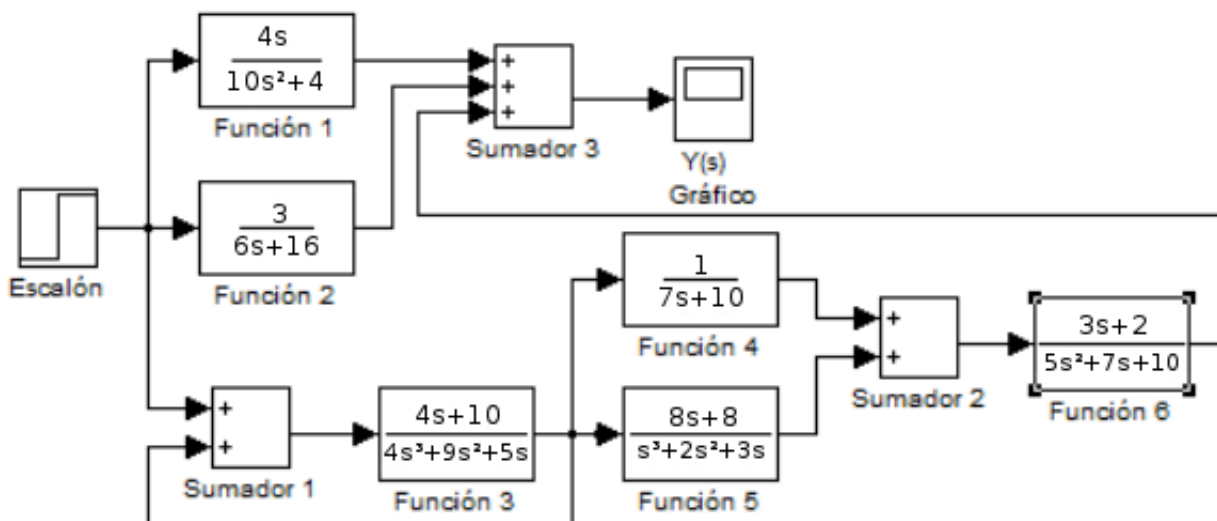 4s
10s²+4
Función 1
+
+
+
Sumador 3
Y(s)
Gráfico
Escalón
3
6s+16
Función 2
1
7s+10
Función 4
+
+
Sumador 2
3s+2
5s²+7s+10
Función 6
+
+
Sumador 1
4s+10
4s³+9s²+5s
Función 3
8s+8
s³+2s²+3s
Función 5